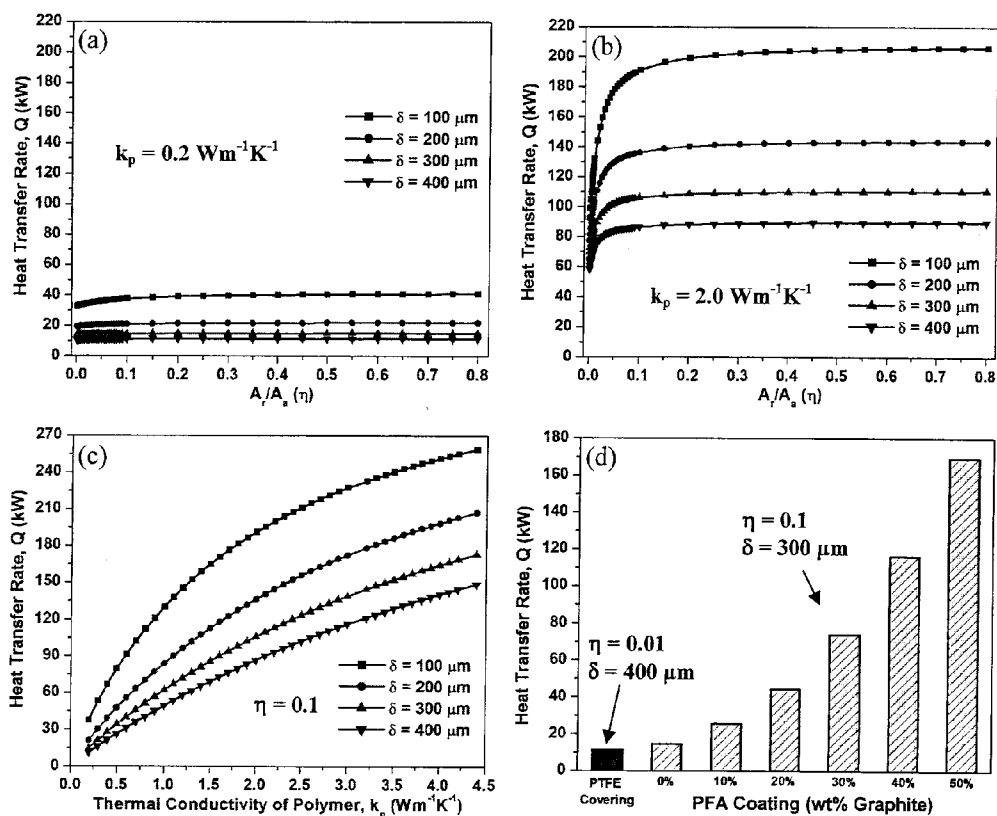 (a)
220
200
180
160
140
120
100
80
60
40
20
0
Heat Transfer Rate, Q (kW)
δ = 100 μm
δ = 200 μm
δ = 300 μm
δ = 400 μm
kₚ = 0.2 Wm⁻¹K⁻¹
0.0 0.1 0.2 0.3 0.4 0.5 0.6 0.7 0.8
Aᵣ/Aₐ (η)
(b)
220
200
180
160
140
120
100
80
60
40
20
0
Heat Transfer Rate, Q (kW)
δ = 100 μm
δ = 200 μm
δ = 300 μm
δ = 400 μm
kₚ = 2.0 Wm⁻¹K⁻¹
0.0 0.1 0.2 0.3 0.4 0.5 0.6 0.7 0.8
Aᵣ/Aₐ (η)
(c)
270
240
210
180
150
120
90
60
30
0
Heat Transfer Rate, Q (kW)
δ = 100 μm
δ = 200 μm
δ = 300 μm
δ = 400 μm
η = 0.1
0.0 0.5 1.0 1.5 2.0 2.5 3.0 3.5 4.0 4.5
Thermal Conductivity of Polymer, kₚ (Wm⁻¹K⁻¹)
(d)
180
160
140
120
100
80
60
40
20
0
Heat Transfer Rate, Q (kW)
η = 0.1
δ = 300 μm
η = 0.01
δ = 400 μm
PTFE
Covering
0% 10% 20% 30% 40% 50%
PFA Coating (wt% Graphite)